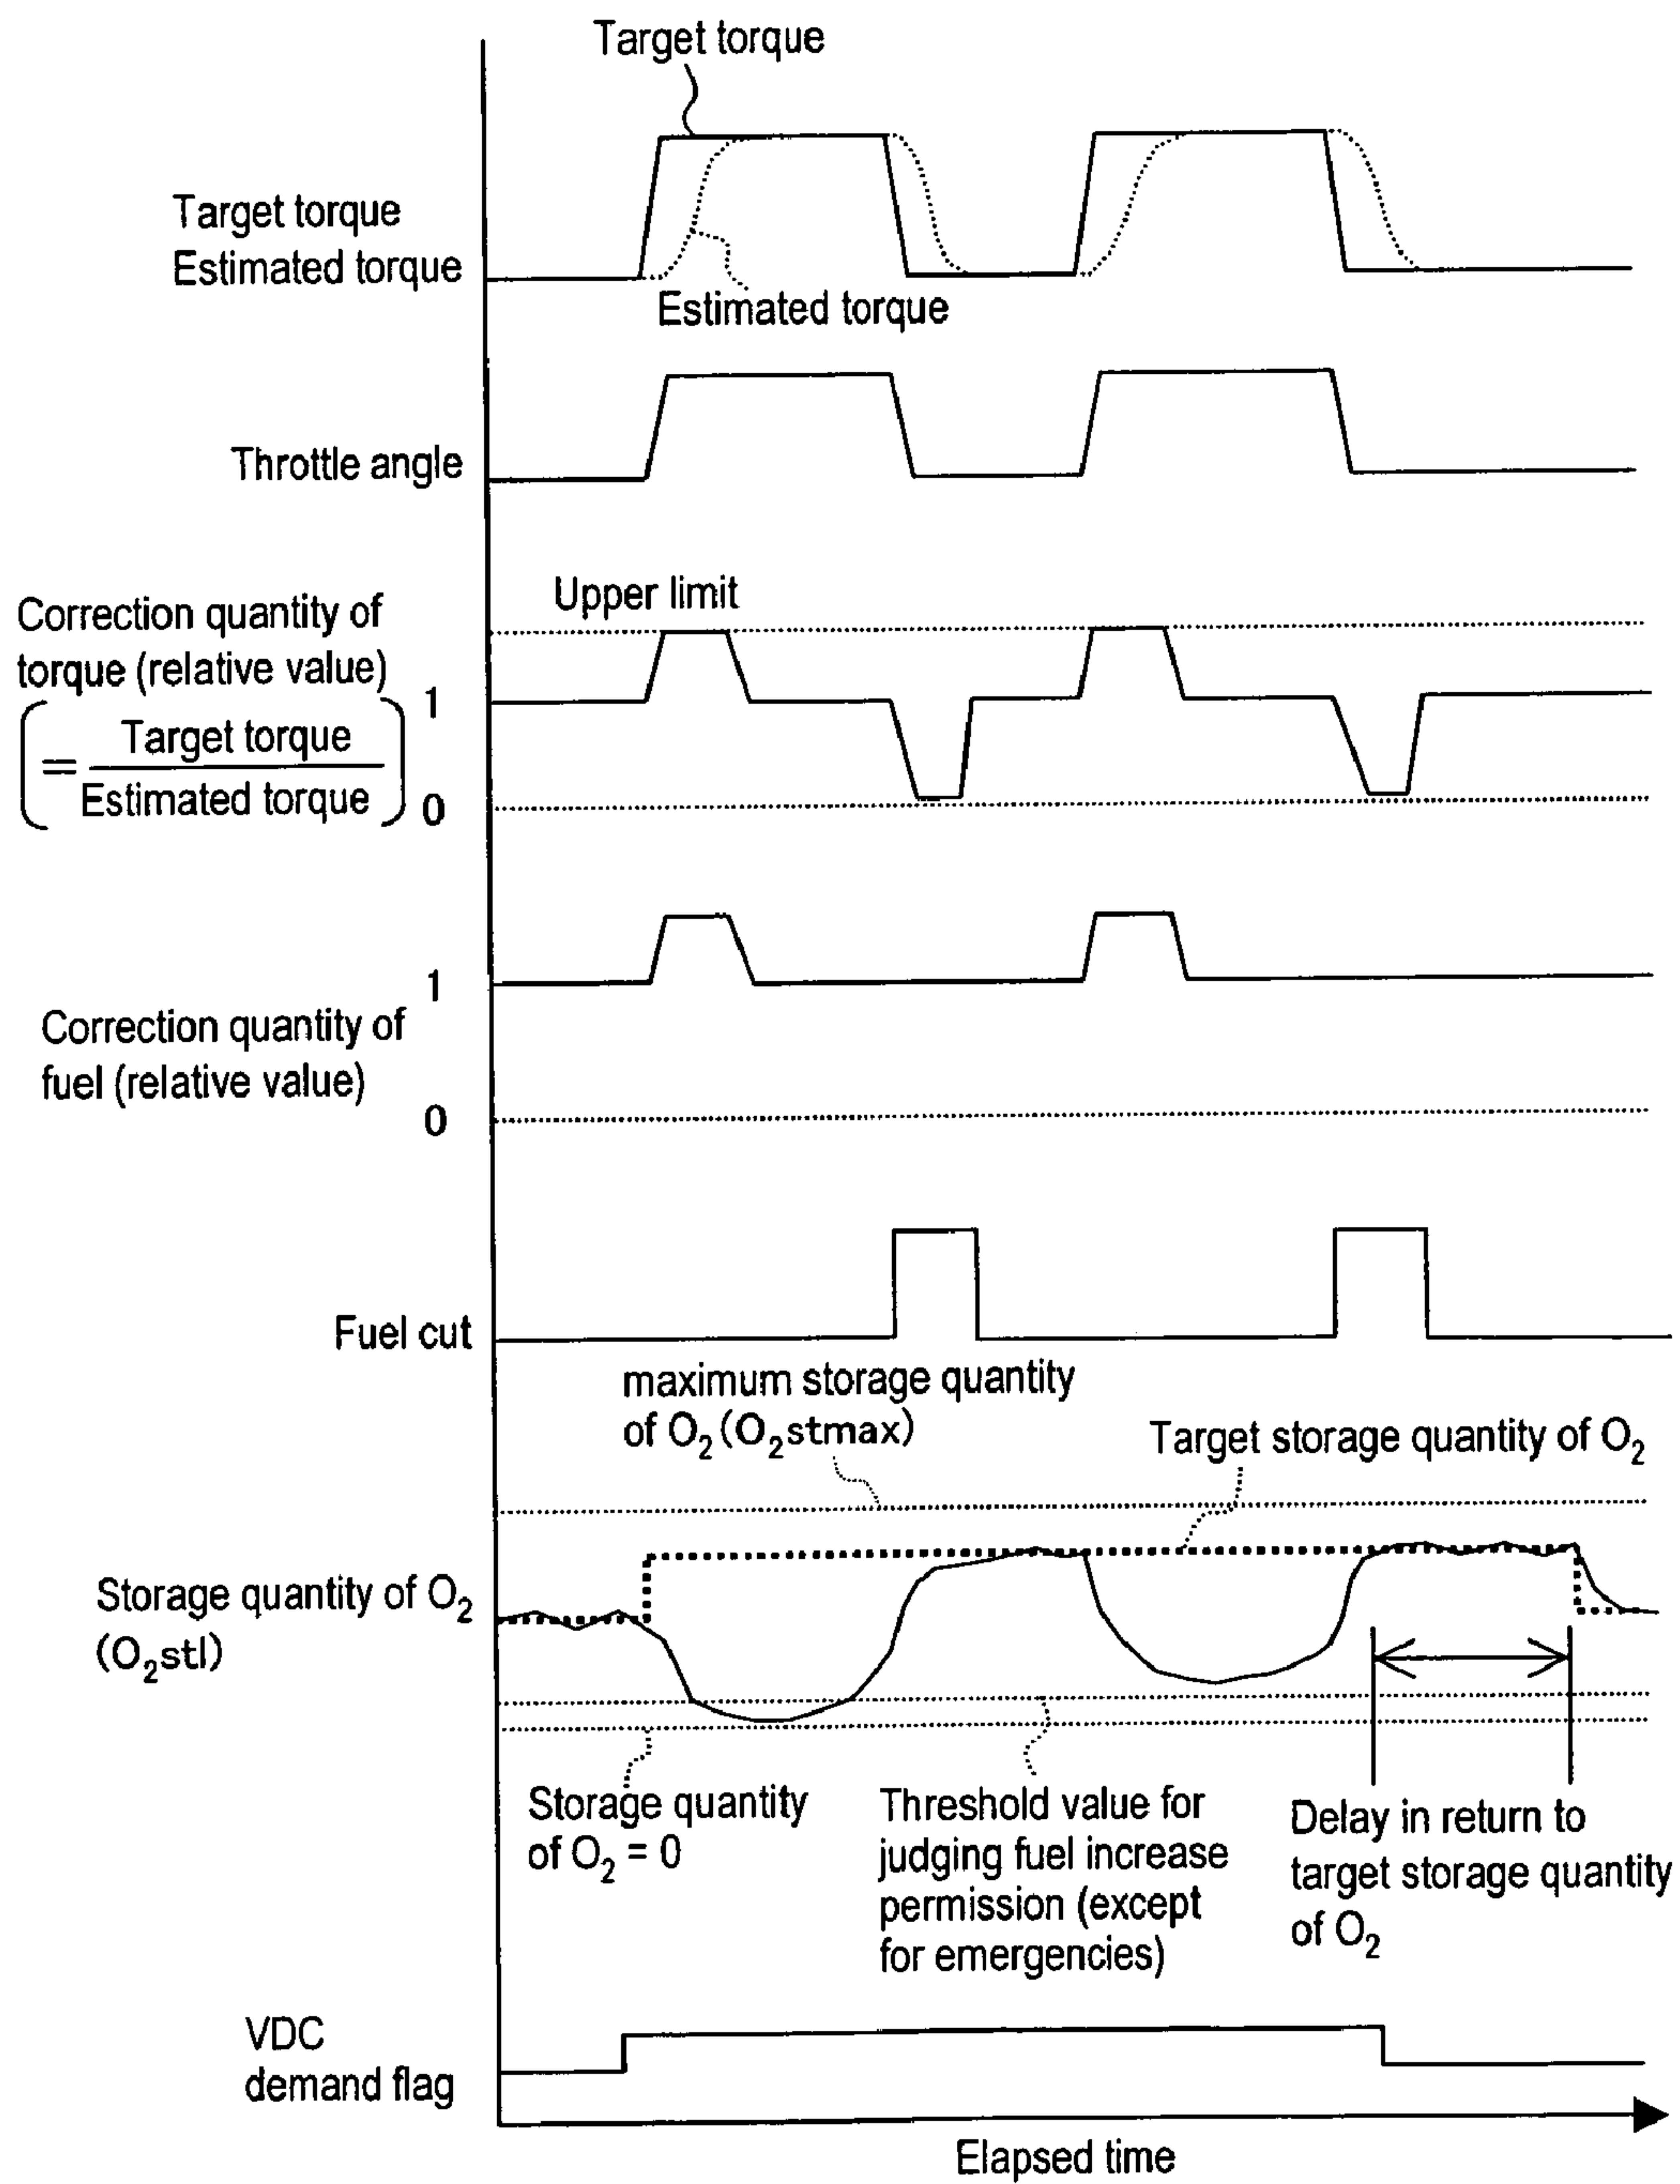 Target torque
Target torque
Estimated torque
Estimated torque
Throttle angle
Upper limit
Correction quantity of
torque (relative value)
1
= Target torque
Estimated torque
0
1
Correction quantity of
fuel (relative value)
0
Fuel cut
maximum storage quantity
of O₂ (O₂stmax)
Target storage quantity of O₂
Storage quantity of O₂
(O₂stl)
Storage quantity
of O₂ = 0
Threshold value for
judging fuel increase
permission (except
for emergencies)
Delay in return to
target storage quantity
of O₂
VDC
demand flag
Elapsed time